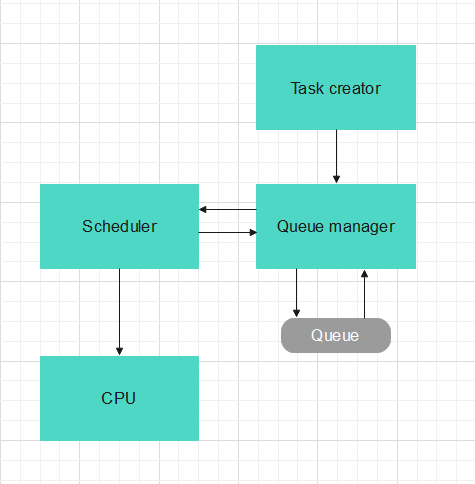 Task creator
Scheduler
Queue manager
Queue
CPU